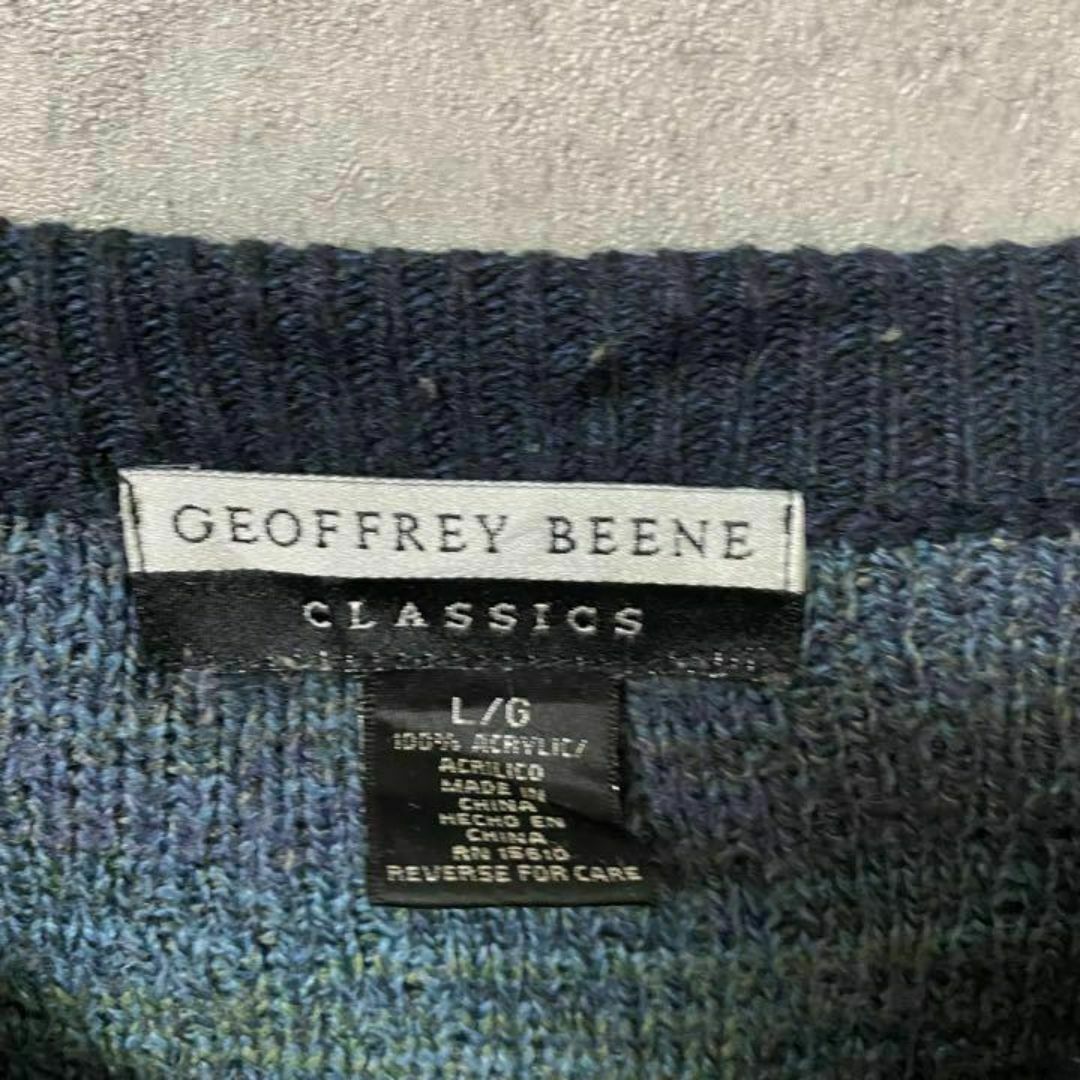 GEOFFREY BEENE
CLASSICS
L/G
100% ACRYLIC/
ACRILICO
MADE IN
CHINA
HECHO EN
CHINA
RN 15610
REVERSE FOR CARE